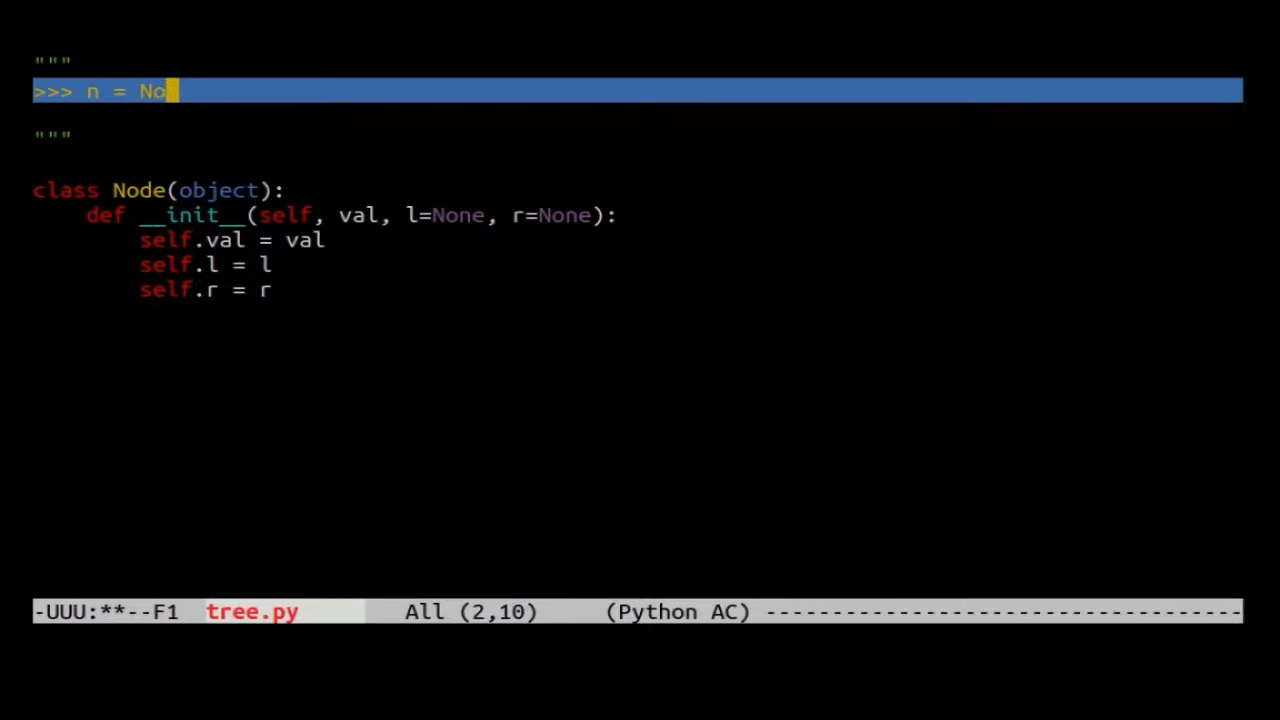 """
>>> n = No
"""
class Node(object):
    def __init__(self, val, l=None, r=None):
        self.val = val
        self.l = l
        self.r = r
-UUU:**--F1  tree.py        All (2,10)     (Python AC) ------------------------------------